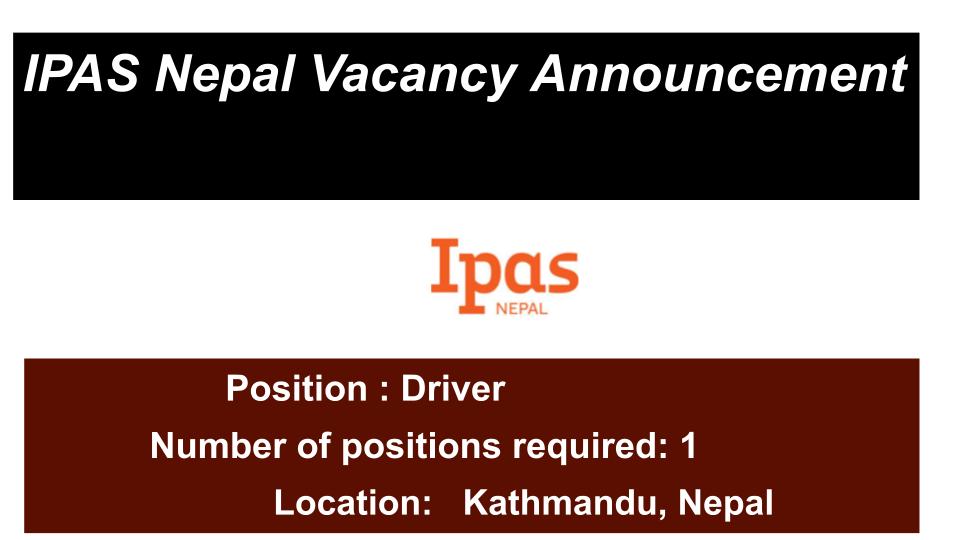 IPAS Nepal Vacancy Announcement
Ipas
NEPAL
Position : Driver
Number of positions required: 1
Location: Kathmandu, Nepal